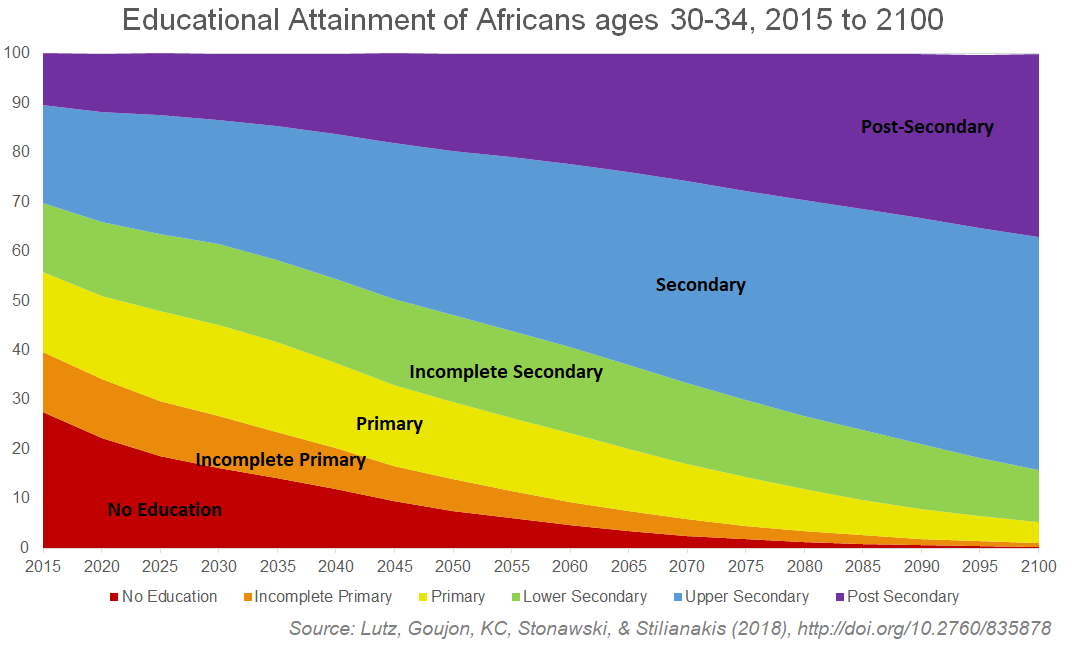 Educational Attainment of Africans ages 30-34, 2015 to 2100
100
90
80
70
60
50
40
30
20
10
0
Post-Secondary
Secondary
Incomplete Secondary
Primary
Incomplete Primary
No Education
2015 2020 2025 2030 2035 2040 2045 2050 2055 2060 2065 2070 2075 2080 2085 2090 2095 2100
No Education Incomplete Primary Primary Lower Secondary Upper Secondary Post Secondary
Source: Lutz, Goujon, KC, Stonawski, & Stilianakis (2018), http://doi.org/10.2760/835878